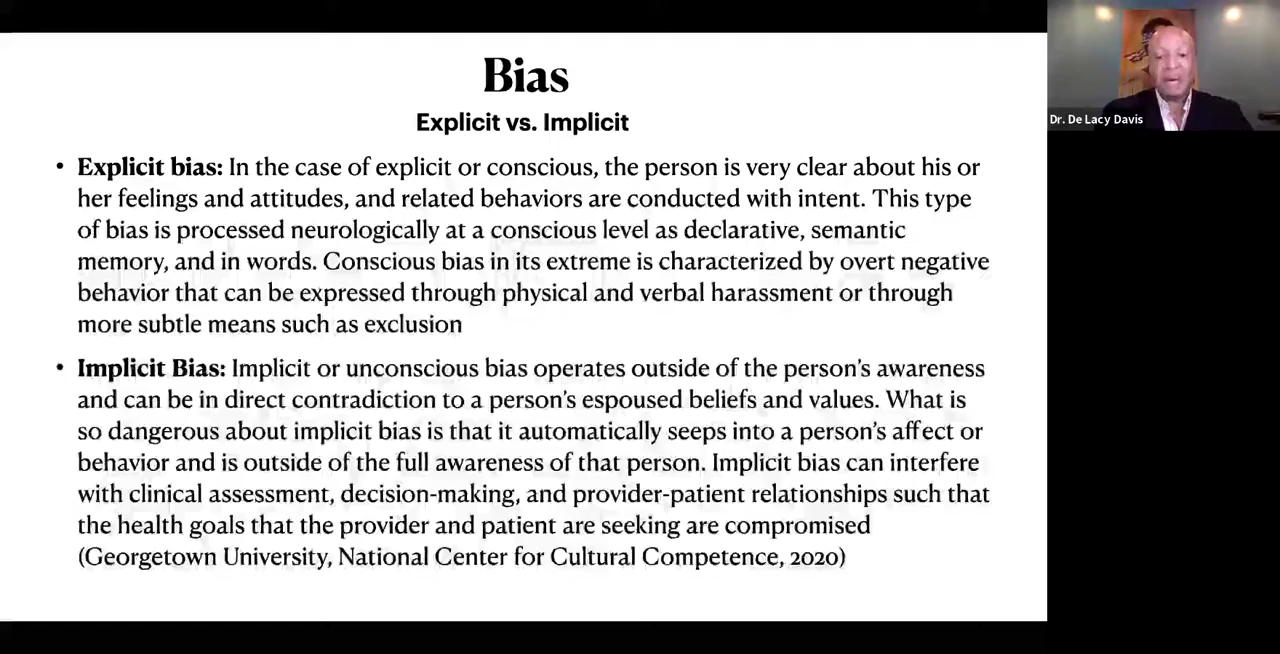 Bias
Explicit vs. Implicit
• Explicit bias: In the case of explicit or conscious, the person is very clear about his or
her feelings and attitudes, and related behaviors are conducted with intent. This type
of bias is processed neurologically at a conscious level as declarative, semantic
memory, and in words. Conscious bias in its extreme is characterized by overt negative
behavior that can be expressed through physical and verbal harassment or through
more subtle means such as exclusion
• Implicit Bias: Implicit or unconscious bias operates outside of the person’s awareness
and can be in direct contradiction to a person’s espoused beliefs and values. What is
so dangerous about implicit bias is that it automatically seeps into a person’s affect or
behavior and is outside of the full awareness of that person. Implicit bias can interfere
with clinical assessment, decision-making, and provider-patient relationships such that
the health goals that the provider and patient are seeking are compromised
(Georgetown University, National Center for Cultural Competence, 2020)
Dr. De Lacy Davis